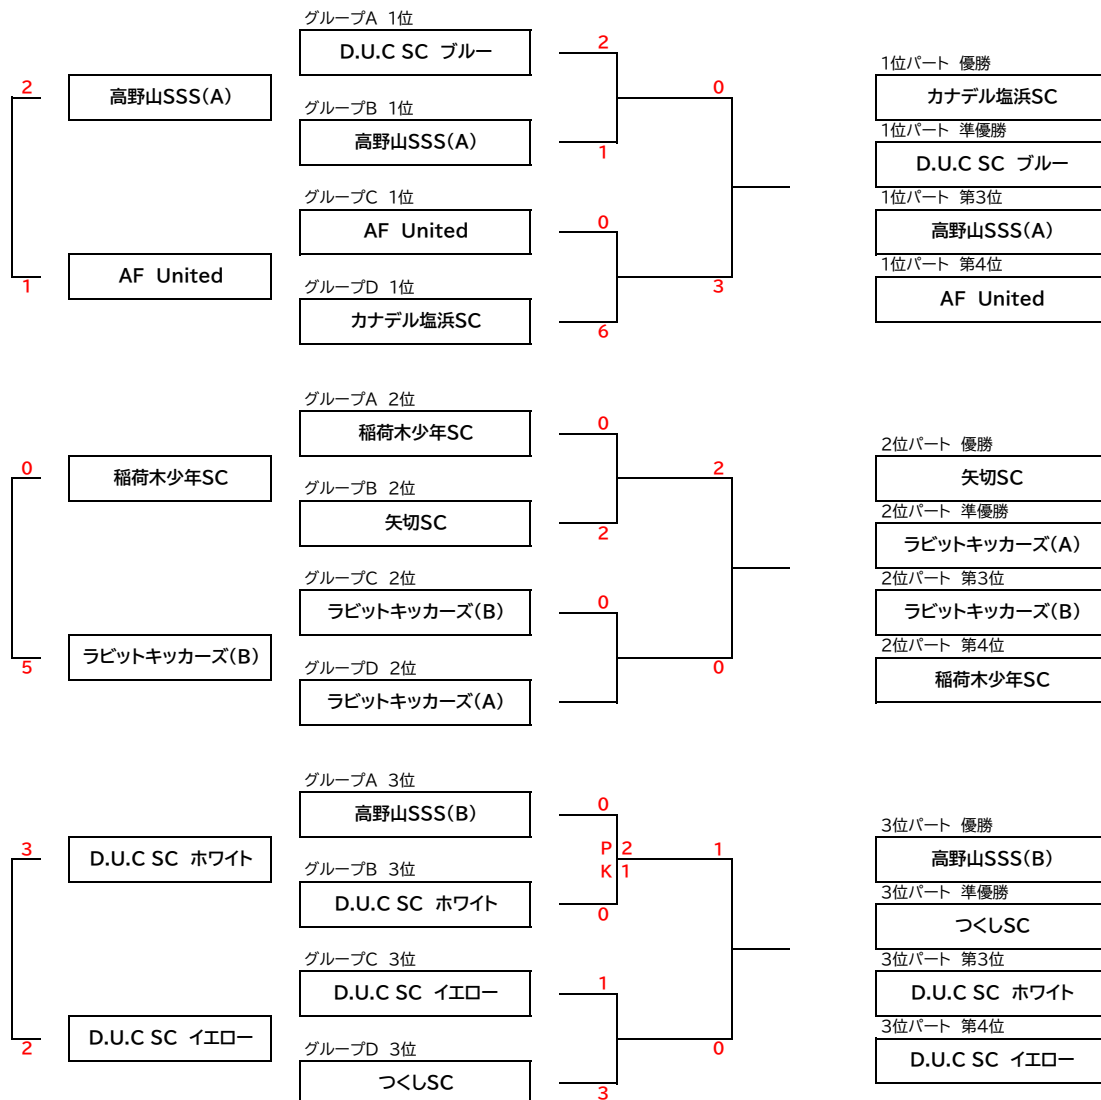 グループA 1位
D.U.C SC ブルー
2
2
高野山SSS(A)
0
1位パート 優勝
カナデル塩浜SC
グループB 1位
高野山SSS(A)
1
1位パート 準優勝
D.U.C SC ブルー
グループC 1位
AF United
0
1位パート 第3位
高野山SSS(A)
1
AF United
3
1位パート 第4位
AF United
グループD 1位
カナデル塩浜SC
6
グループA 2位
稲荷木少年SC
0
0
稲荷木少年SC
2
2位パート 優勝
矢切SC
グループB 2位
矢切SC
2
2位パート 準優勝
ラビットキッカーズ(A)
グループC 2位
ラビットキッカーズ(B)
0
2位パート 第3位
ラビットキッカーズ(B)
5
ラビットキッカーズ(B)
0
2位パート 第4位
稲荷木少年SC
グループD 2位
ラビットキッカーズ(A)
グループA 3位
高野山SSS(B)
0
3
D.U.C SC ホワイト
P 2
K 1
1
3位パート 優勝
高野山SSS(B)
グループB 3位
D.U.C SC ホワイト
0
3位パート 準優勝
つくしSC
グループC 3位
D.U.C SC イエロー
1
3位パート 第3位
D.U.C SC ホワイト
2
D.U.C SC イエロー
0
3位パート 第4位
D.U.C SC イエロー
グループD 3位
つくしSC
3